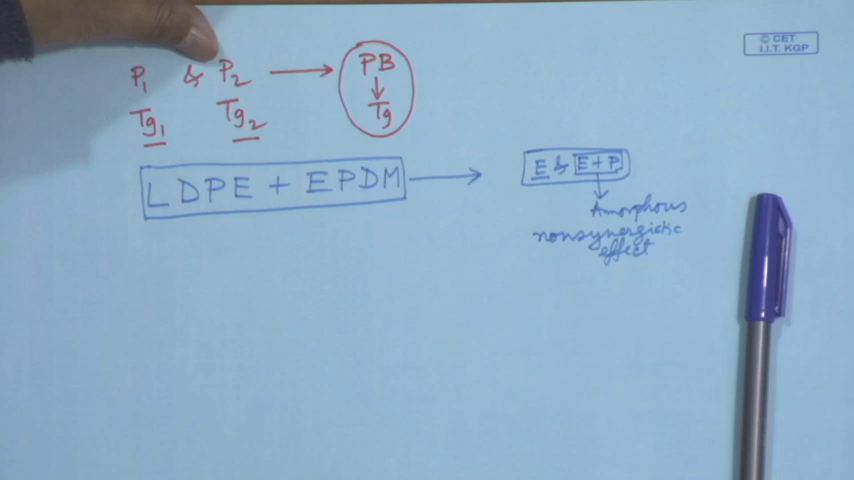 © CET
I.I.T. KGP
P1 & P2 → PB
↓
Tg1 Tg2 Tg
LDPE + EPDM → E & E + P
↓
Amorphous
nonsynergistic
effect